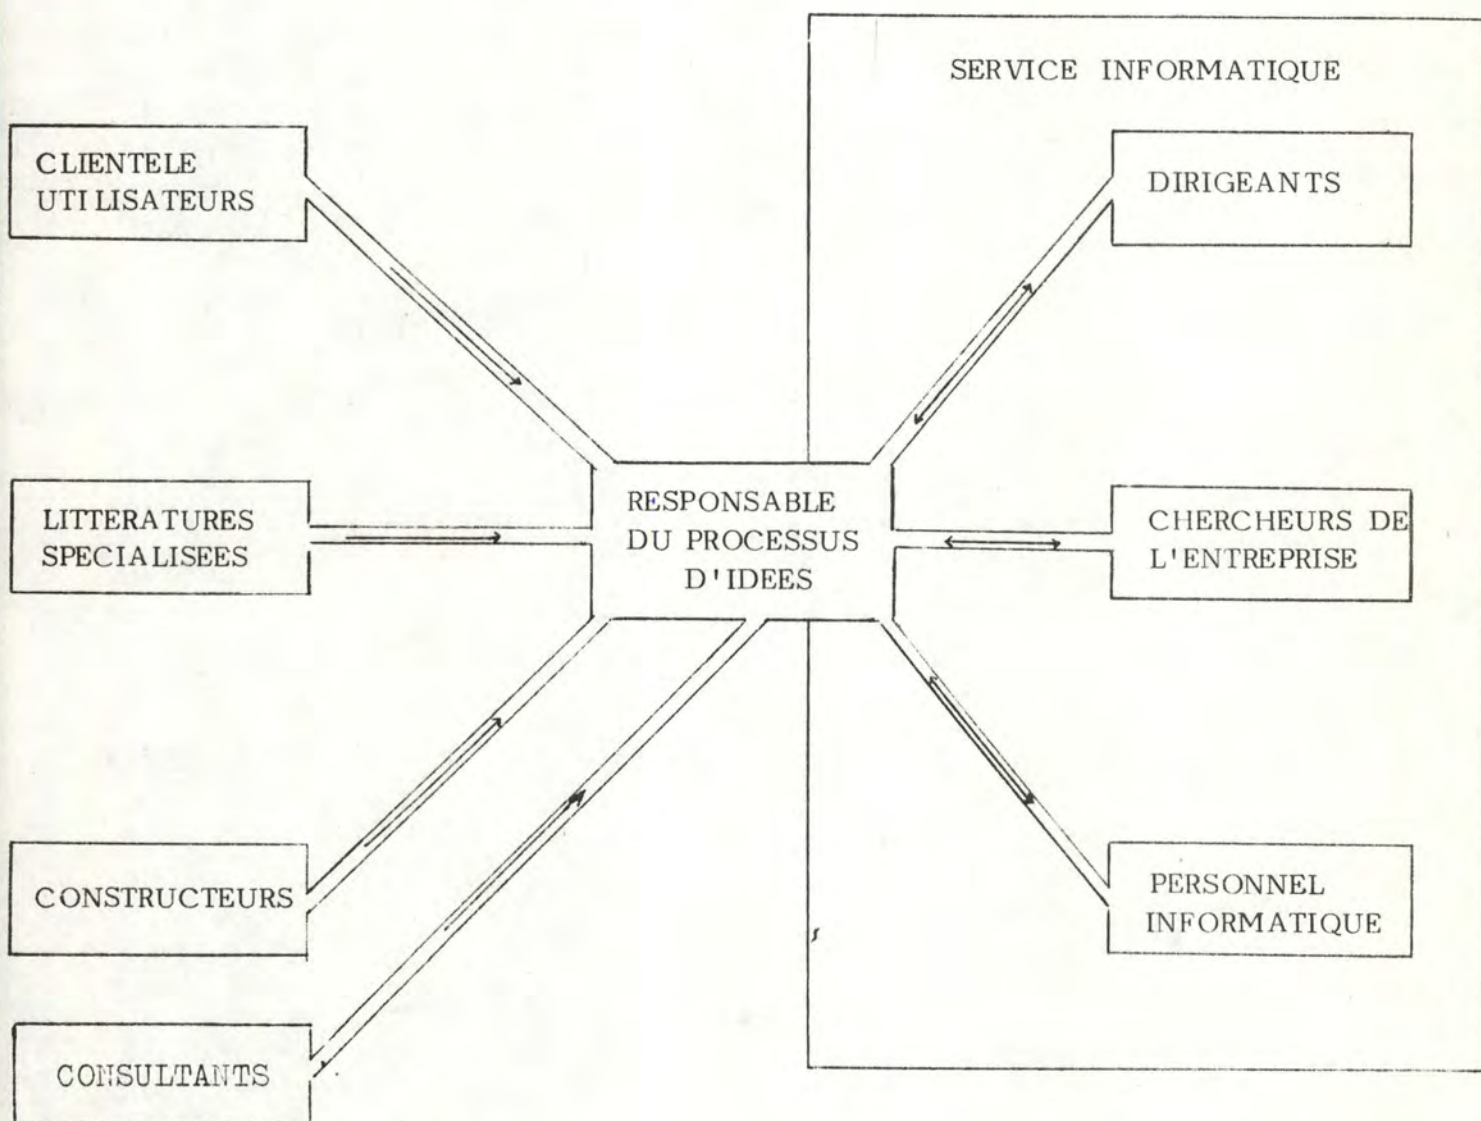 SERVICE INFORMATIQUE
CLIENTELE
UTILISATEURS
DIRIGEANTS
LITTERATURES
SPECIALISEES
RESPONSABLE
DU PROCESSUS
D'IDEES
CHERCHEURS DE
L'ENTREPRISE
CONSTRUCTEURS
PERSONNEL
INFORMATIQUE
CONSULTANTS